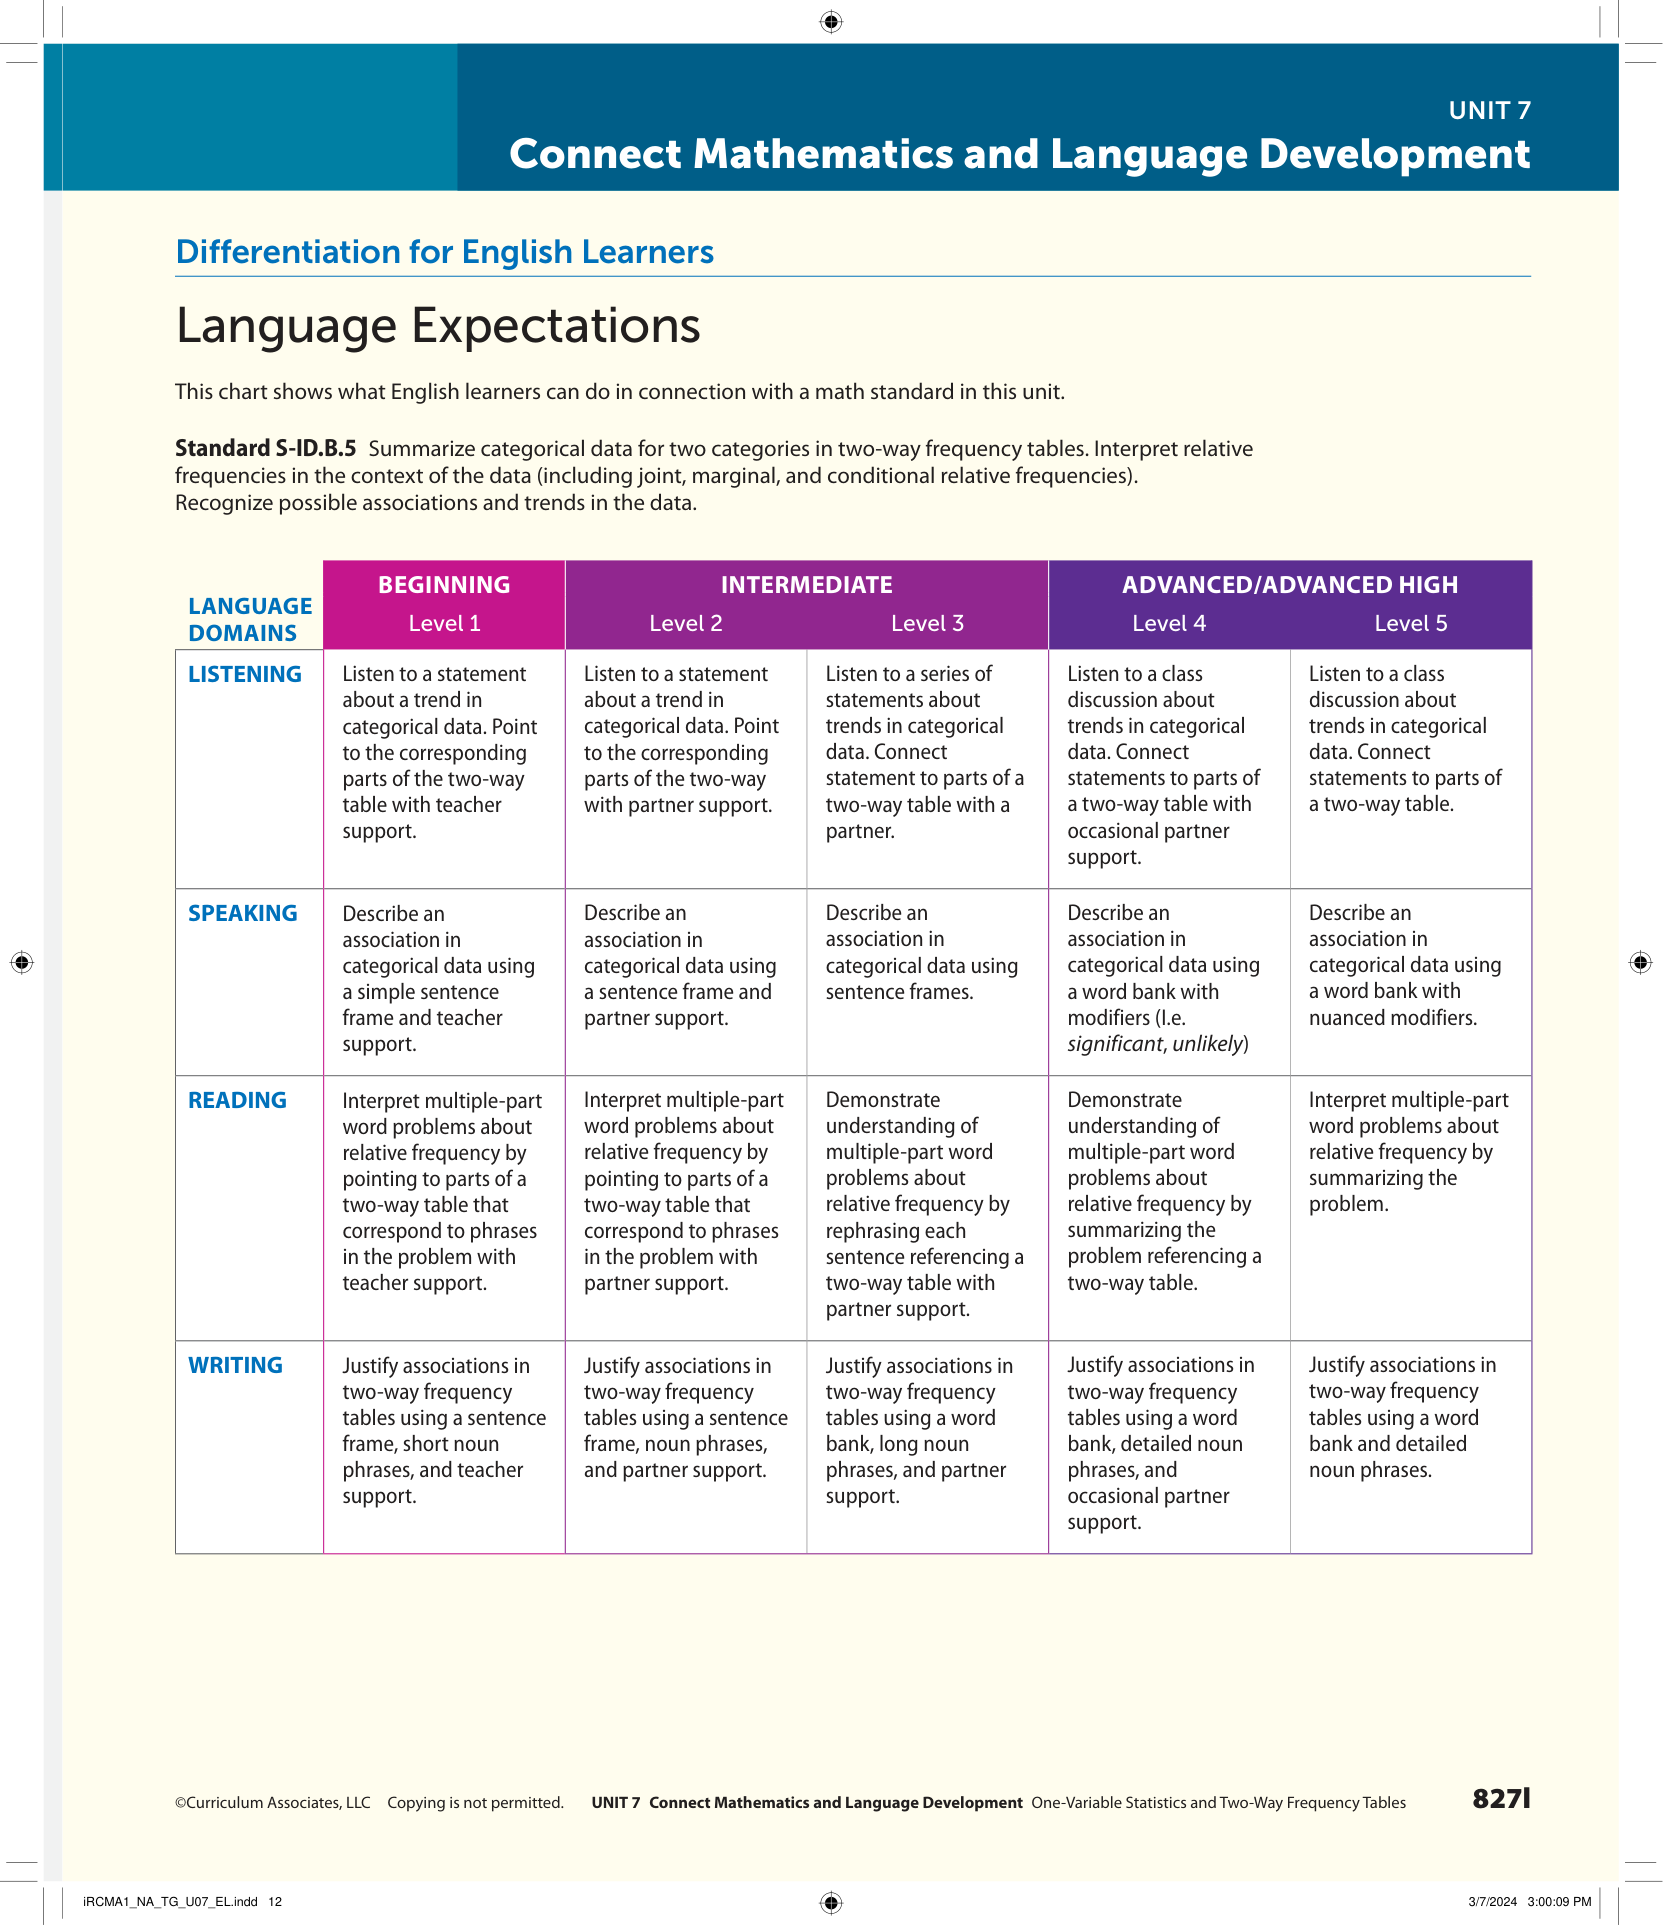 UNIT 7
Connect Mathematics and Language Development
Differentiation for English Learners
Language Expectations
This chart shows what English learners can do in connection with a math standard in this unit.
Standard S-ID.B.5 Summarize categorical data for two categories in two-way frequency tables. Interpret relative
frequencies in the context of the data (including joint, marginal, and conditional relative frequencies).
Recognize possible associations and trends in the data.
LANGUAGE
DOMAINS
BEGINNING
Level 1
INTERMEDIATE
Level 2
Level 3
ADVANCED/ADVANCED HIGH
Level 4
Level 5
LISTENING
Listen to a statement
about a trend in
categorical data. Point
to the corresponding
parts of the two-way
table with teacher
support.
Listen to a statement
about a trend in
categorical data. Point
to the corresponding
parts of the two-way
with partner support.
Listen to a series of
statements about
trends in categorical
data. Connect
statement to parts of a
two-way table with a
partner.
Listen to a class
discussion about
trends in categorical
data. Connect
statements to parts of
a two-way table with
occasional partner
support.
Listen to a class
discussion about
trends in categorical
data. Connect
statements to parts of
a two-way table.
SPEAKING
Describe an
association in
categorical data using
a simple sentence
frame and teacher
support.
Describe an
association in
categorical data using
a sentence frame and
partner support.
Describe an
association in
categorical data using
sentence frames.
Describe an
association in
categorical data using
a word bank with
modifiers (I.e.
significant, unlikely)
Describe an
association in
categorical data using
a word bank with
nuanced modifiers.
READING
Interpret multiple-part
word problems about
relative frequency by
pointing to parts of a
two-way table that
correspond to phrases
in the problem with
teacher support.
Interpret multiple-part
word problems about
relative frequency by
pointing to parts of a
two-way table that
correspond to phrases
in the problem with
partner support.
Demonstrate
understanding of
multiple-part word
problems about
relative frequency by
rephrasing each
sentence referencing a
two-way table with
partner support.
Demonstrate
understanding of
multiple-part word
problems about
relative frequency by
summarizing the
problem referencing a
two-way table.
Interpret multiple-part
word problems about
relative frequency by
summarizing the
problem.
WRITING
Justify associations in
two-way frequency
tables using a sentence
frame, short noun
phrases, and teacher
support.
Justify associations in
two-way frequency
tables using a sentence
frame, noun phrases,
and partner support.
Justify associations in
two-way frequency
tables using a word
bank, long noun
phrases, and partner
support.
Justify associations in
two-way frequency
tables using a word
bank, detailed noun
phrases, and
occasional partner
support.
Justify associations in
two-way frequency
tables using a word
bank and detailed
noun phrases.
©Curriculum Associates, LLC Copying is not permitted. UNIT 7 Connect Mathematics and Language Development One-Variable Statistics and Two-Way Frequency Tables 827l
iRCMA1_NA_TG_U07_EL.indd 12 3/7/2024 3:00:09 PM